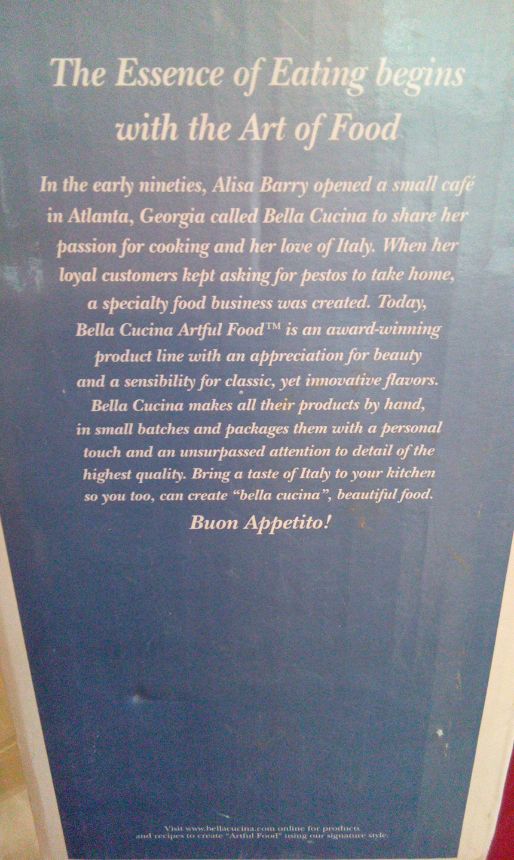 The Essence of Eating begins
with the Art of Food
In the early nineties, Alisa Barry opened a small café
in Atlanta, Georgia called Bella Cucina to share her
passion for cooking and her love of Italy. When her
loyal customers kept asking for pestos to take home,
a specialty food business was created. Today,
Bella Cucina Artful Food™ is an award-winning
product line with an appreciation for beauty
and a sensibility for classic, yet innovative flavors.
Bella Cucina makes all their products by hand,
in small batches and packages them with a personal
touch and an unsurpassed attention to detail of the
highest quality. Bring a taste of Italy to your kitchen
so you too, can create “bella cucina”, beautiful food.
Buon Appetito!
Visit www.bellacucina.com online for products
and recipes to create "Artful Food" using our signature style.